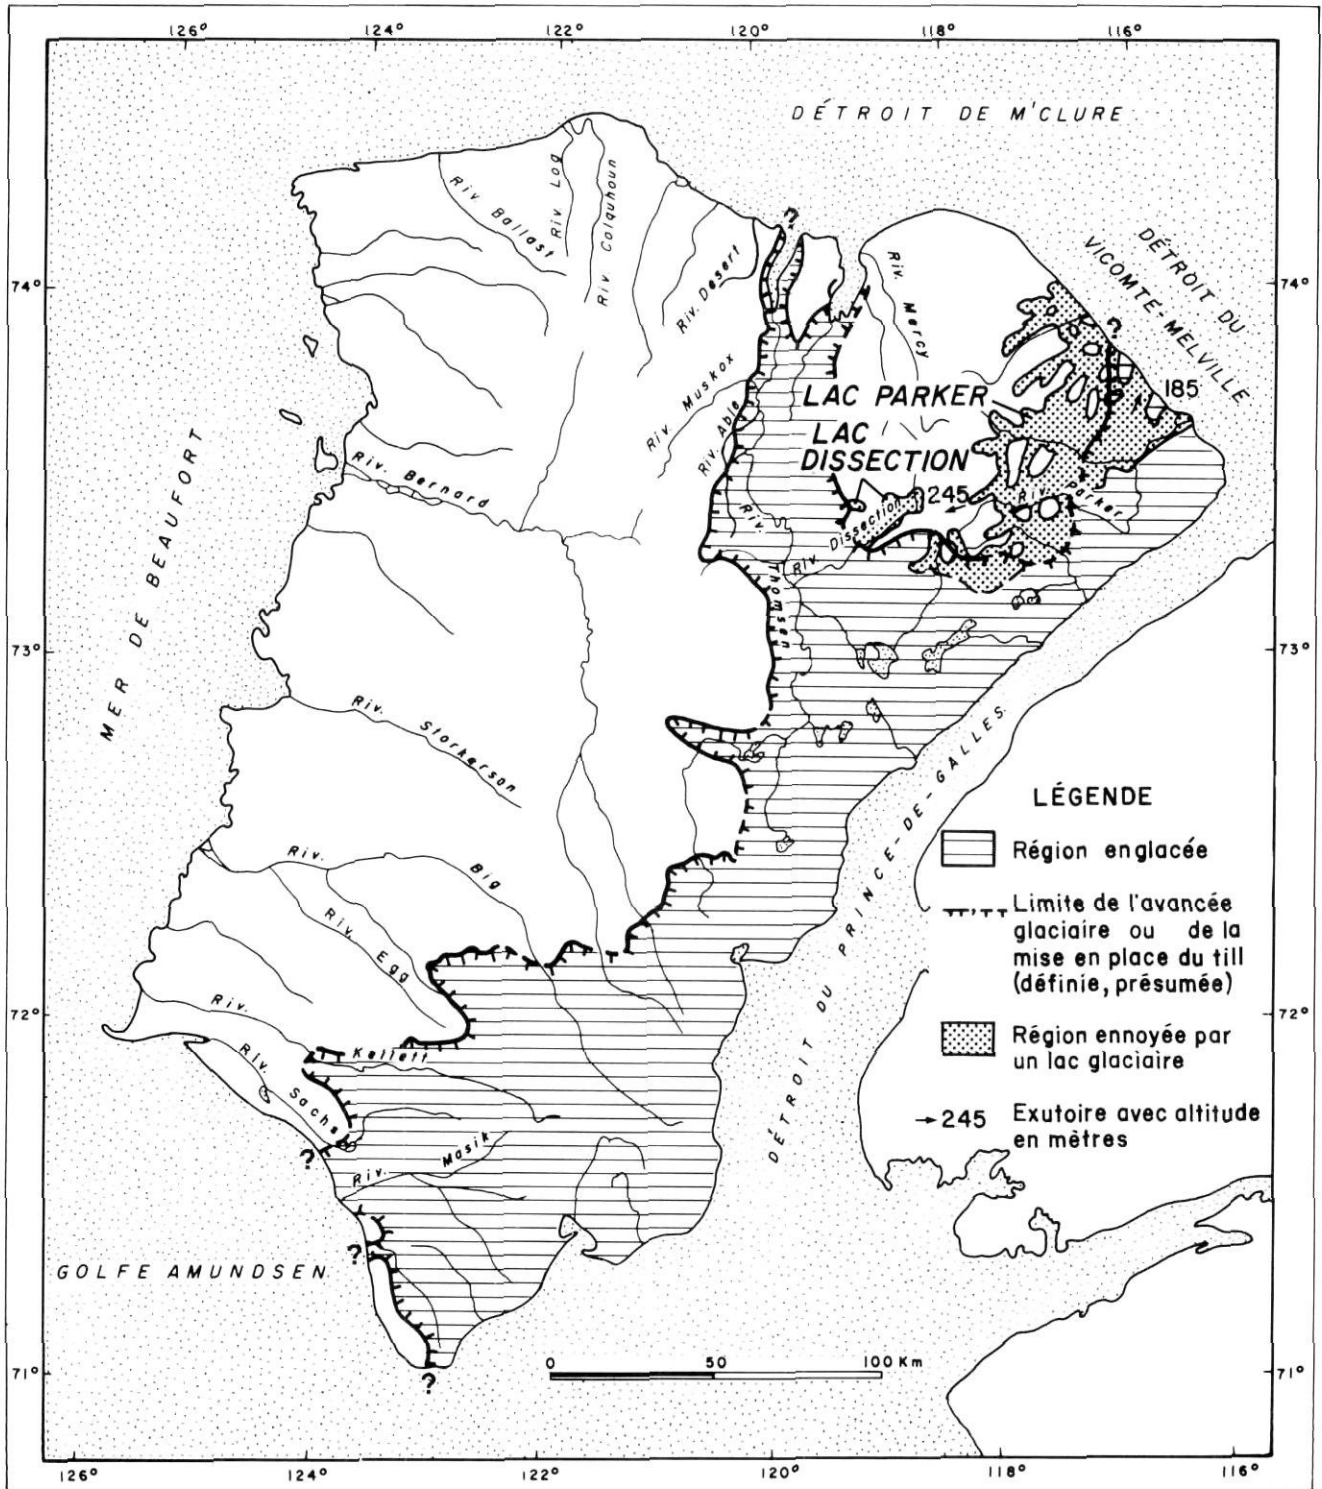 126° 124° 122° 120° 118° 116°
DÉTROIT DE M'CLURE
Riv. Ballast
Riv Log
Riv Colquhoun
Riv. Desert
?
Riv. Mercy
DÉTROIT DU
VICOMTE-MELVILLE
74° 74°
?
185
Riv. Muskox
Riv. Able
LAC PARKER
LAC
DISSECTION
245
Riv. Parker
Riv Dissection
Riv. Bernard
Riv. Thomsen
MER DE BEAUFORT
73° 73°
Riv. Storkerson
DÉTROIT DU PRINCE-DE-GALLES
Riv. Big
Riv. Egg
72° 72°
Riv. Kellett
Riv. Sachs
?
Riv. Masik
?
GOLFE AMUNDSEN
71° 71°
?
0 50 100 Km
LÉGENDE
Région englacée
Limite de l'avancée
glaciaire ou de la
mise en place du till
(définie, présumée)
Région ennoyée par
un lac glaciaire
245 Exutoire avec altitude
en mètres
126° 124° 122° 120° 118° 116°